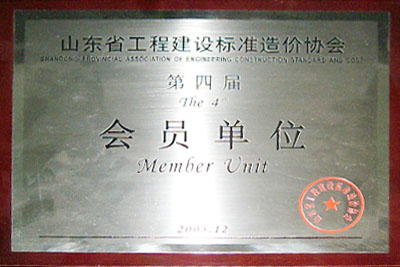 山东省工程建设标准造价协会
SHANDONG PROVINCIAL ASSOCIATION OF ENGINEERING CONSTRUCTION STANDARD AND COST
第四届
The 4
会员单位
Member Unit
2005.12